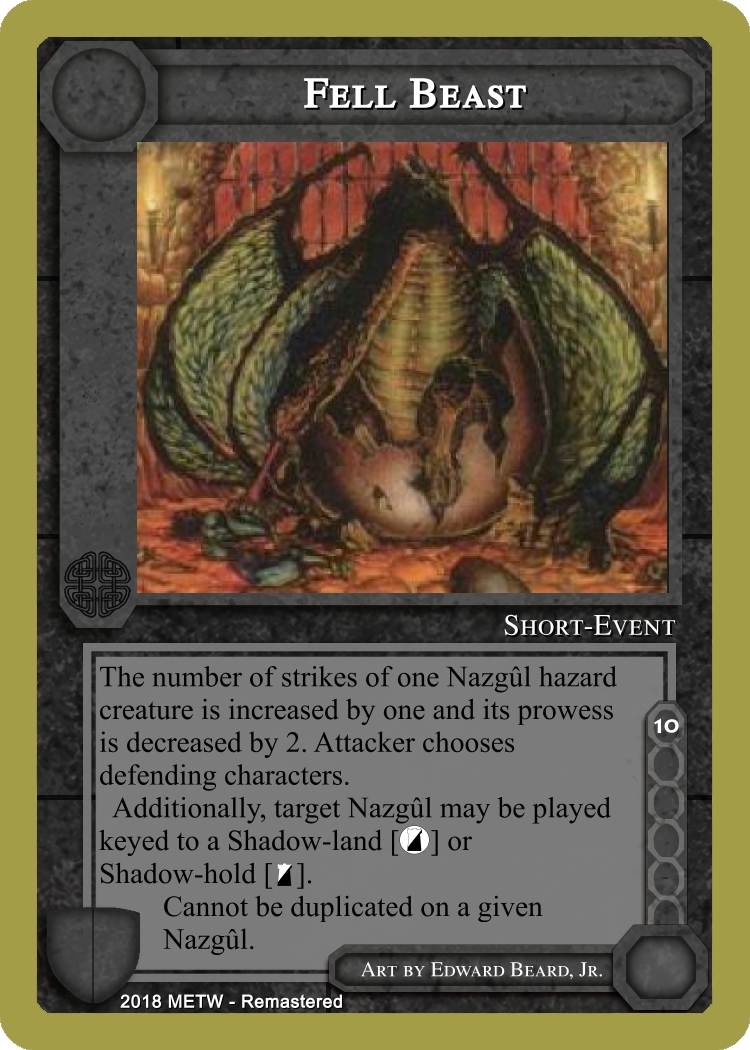 Fell Beast
Short-Event
The number of strikes of one Nazgûl hazard
creature is increased by one and its prowess
is decreased by 2. Attacker chooses
defending characters.
Additionally, target Nazgûl may be played
keyed to a Shadow-land [ ] or
Shadow-hold [ ].
Cannot be duplicated on a given
Nazgûl.
10
Art by Edward Beard, Jr.
2018 METW - Remastered